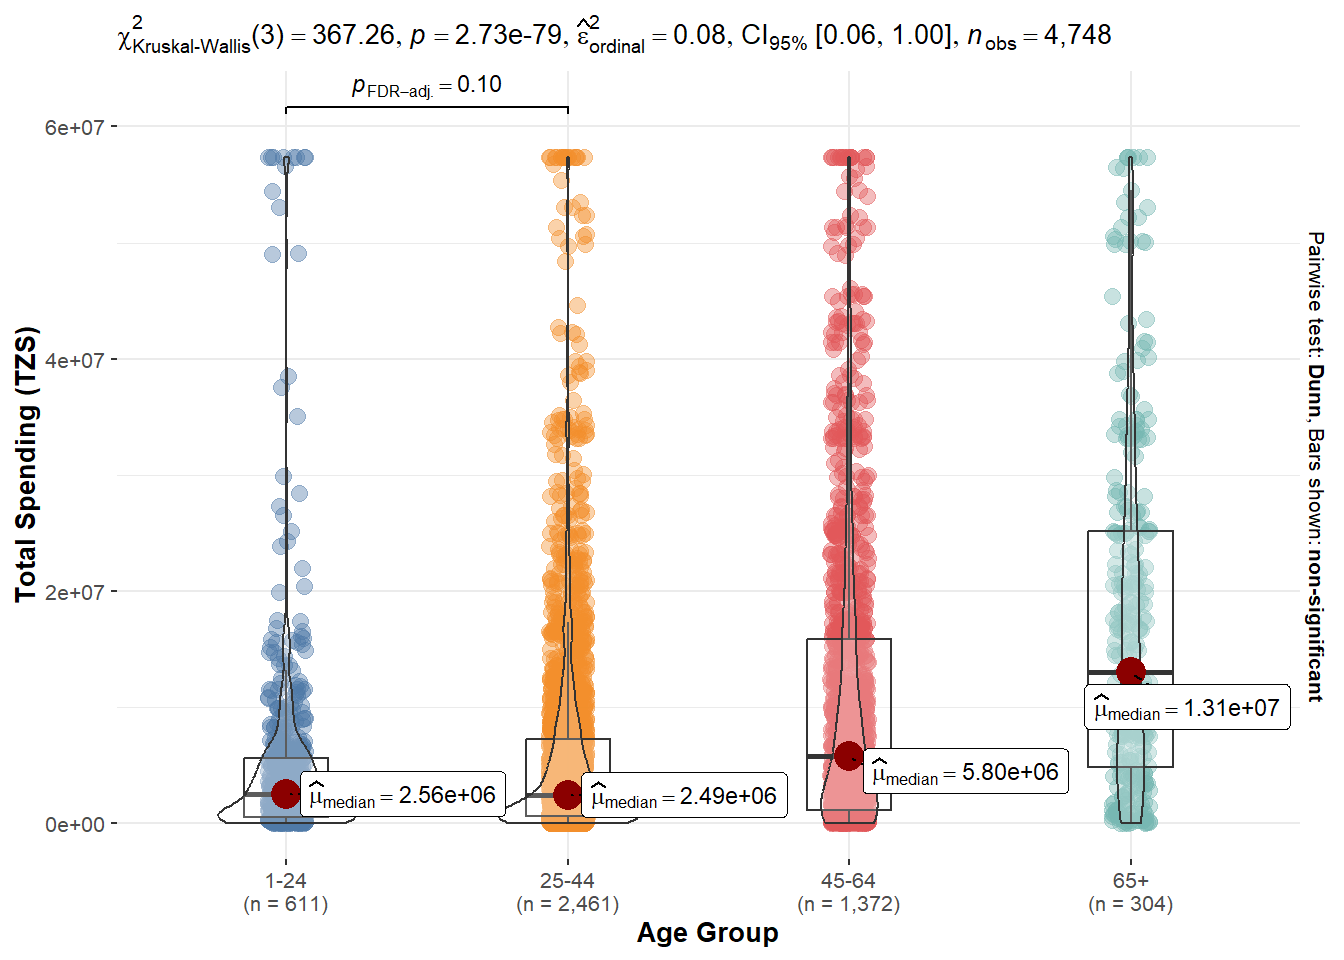 χ²Kruskal-Wallis(3) = 367.26, p = 2.73e-79, ε̂²ordinal = 0.08, CI95% [0.06, 1.00], nobs = 4,748
pFDR−adj. = 0.10
Total Spending (TZS)
6e+07
4e+07
2e+07
0e+00
μ̂median = 2.56e+06
μ̂median = 2.49e+06
μ̂median = 5.80e+06
μ̂median = 1.31e+07
Pairwise test: Dunn, Bars shown: non-significant
1-24
(n = 611)
25-44
(n = 2,461)
45-64
(n = 1,372)
65+
(n = 304)
Age Group